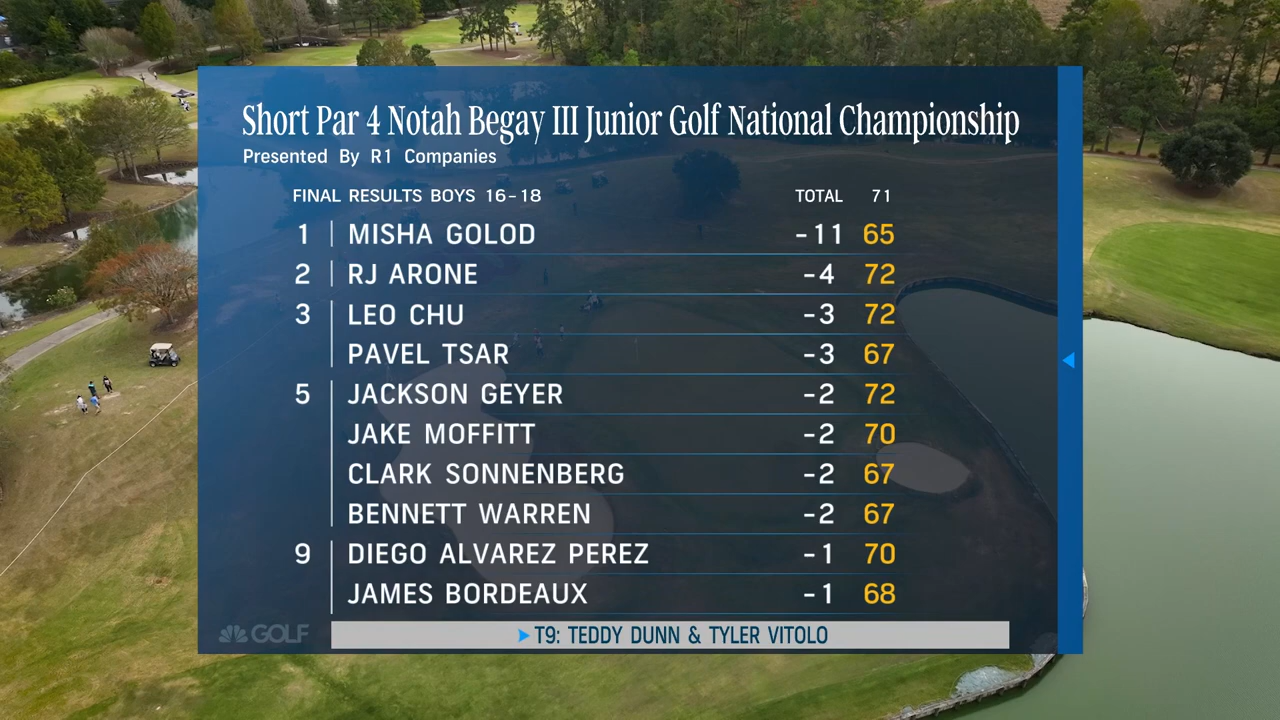 Short Par 4 Notah Begay III Junior Golf National Championship
Presented By R1 Companies
FINAL RESULTS BOYS 16-18 TOTAL 71
1 MISHA GOLOD -11 65
2 RJ ARONE -4 72
3 LEO CHU -3 72
PAVEL TSAR -3 67
5 JACKSON GEYER -2 72
JAKE MOFFITT -2 70
CLARK SONNENBERG -2 67
BENNETT WARREN -2 67
9 DIEGO ALVAREZ PEREZ -1 70
JAMES BORDEAUX -1 68
GOLF
T9: TEDDY DUNN & TYLER VITOLO